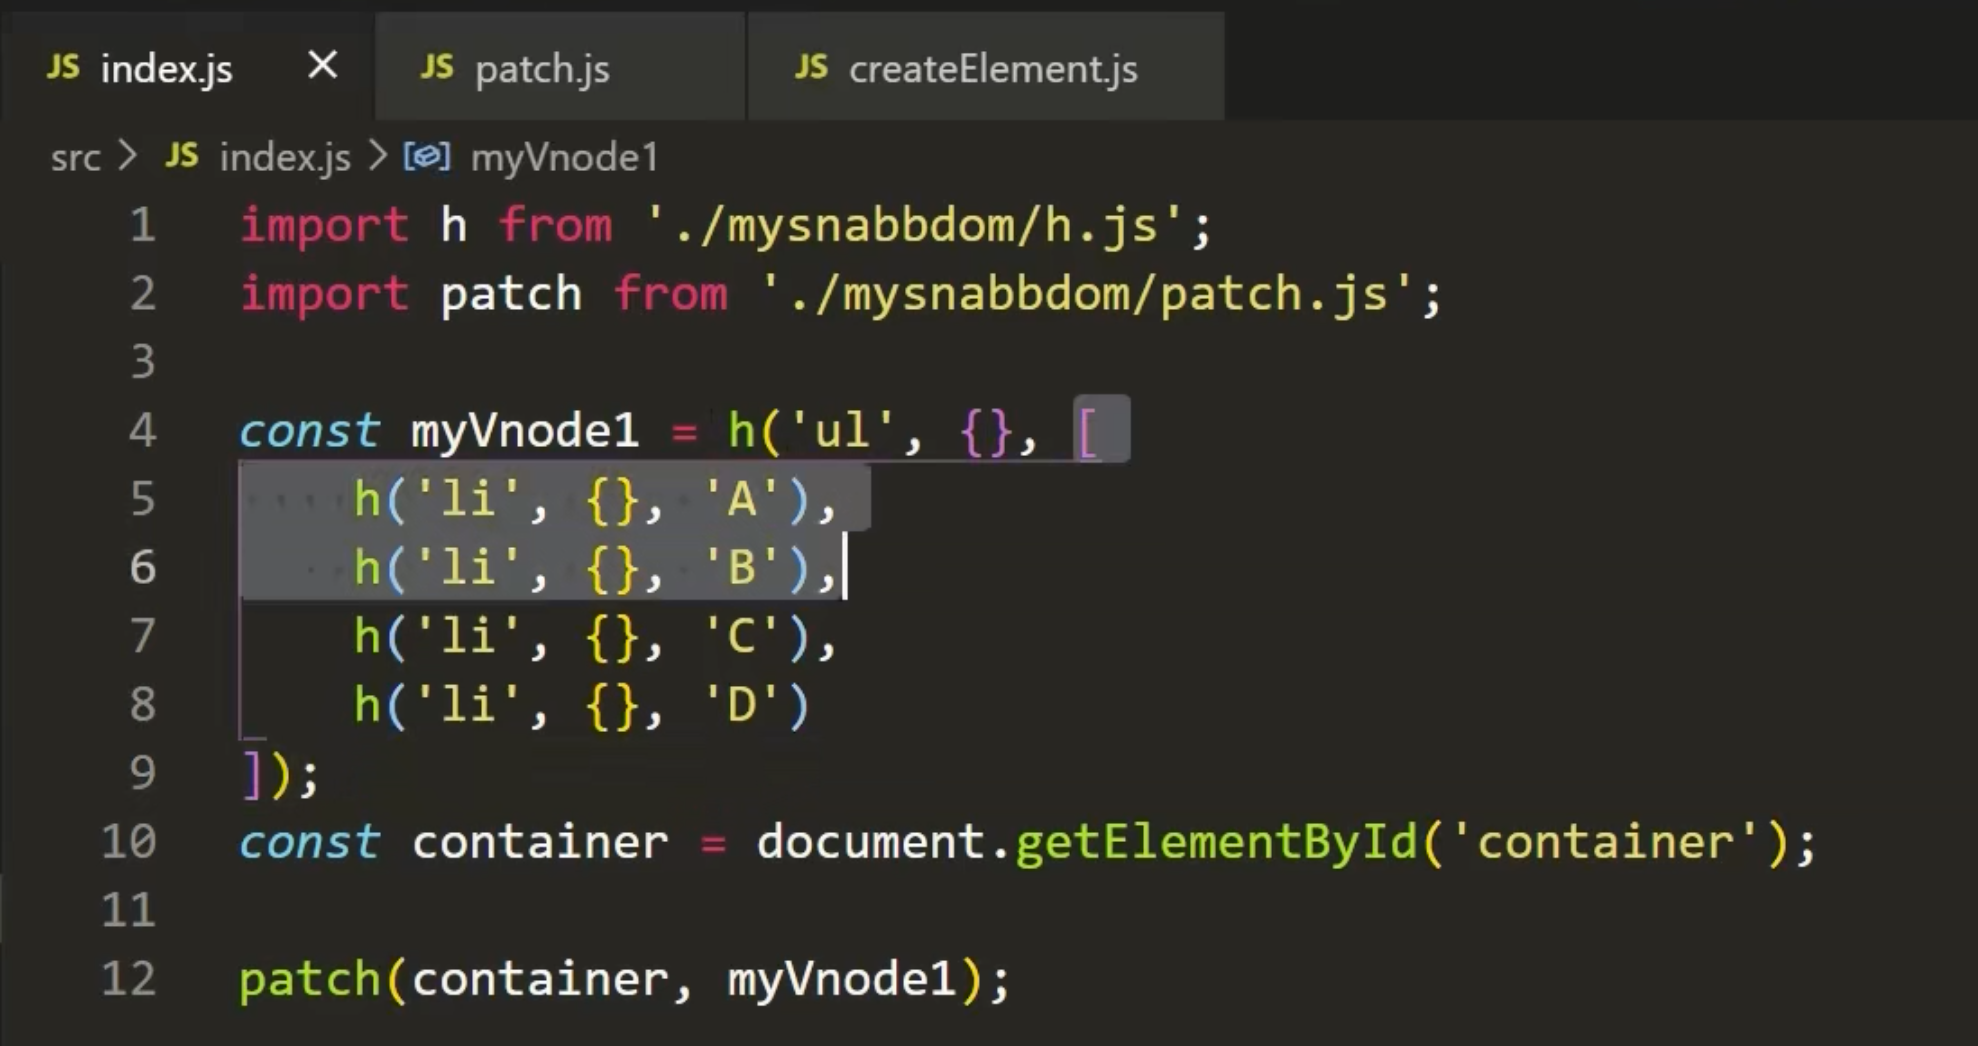 JS index.js × JS patch.js JS createElement.js
src > JS index.js > myVnode1
1 import h from './mysnabbdom/h.js';
2 import patch from './mysnabbdom/patch.js';
3
4 const myVnode1 = h('ul', {}, [
5     h('li', {}, 'A'),
6     h('li', {}, 'B'),
7     h('li', {}, 'C'),
8     h('li', {}, 'D')
9 ]);
10 const container = document.getElementById('container');
11
12 patch(container, myVnode1);